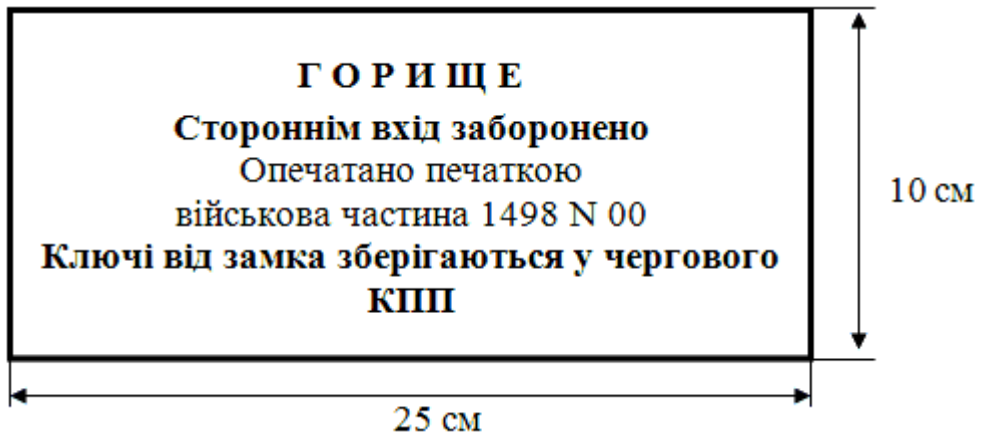 Г О Р И Щ Е
Стороннім вхід заборонено
Опечатано печаткою
військова частина 1498 N 00
Ключі від замка зберігаються у чергового
КПП
10 см
25 см